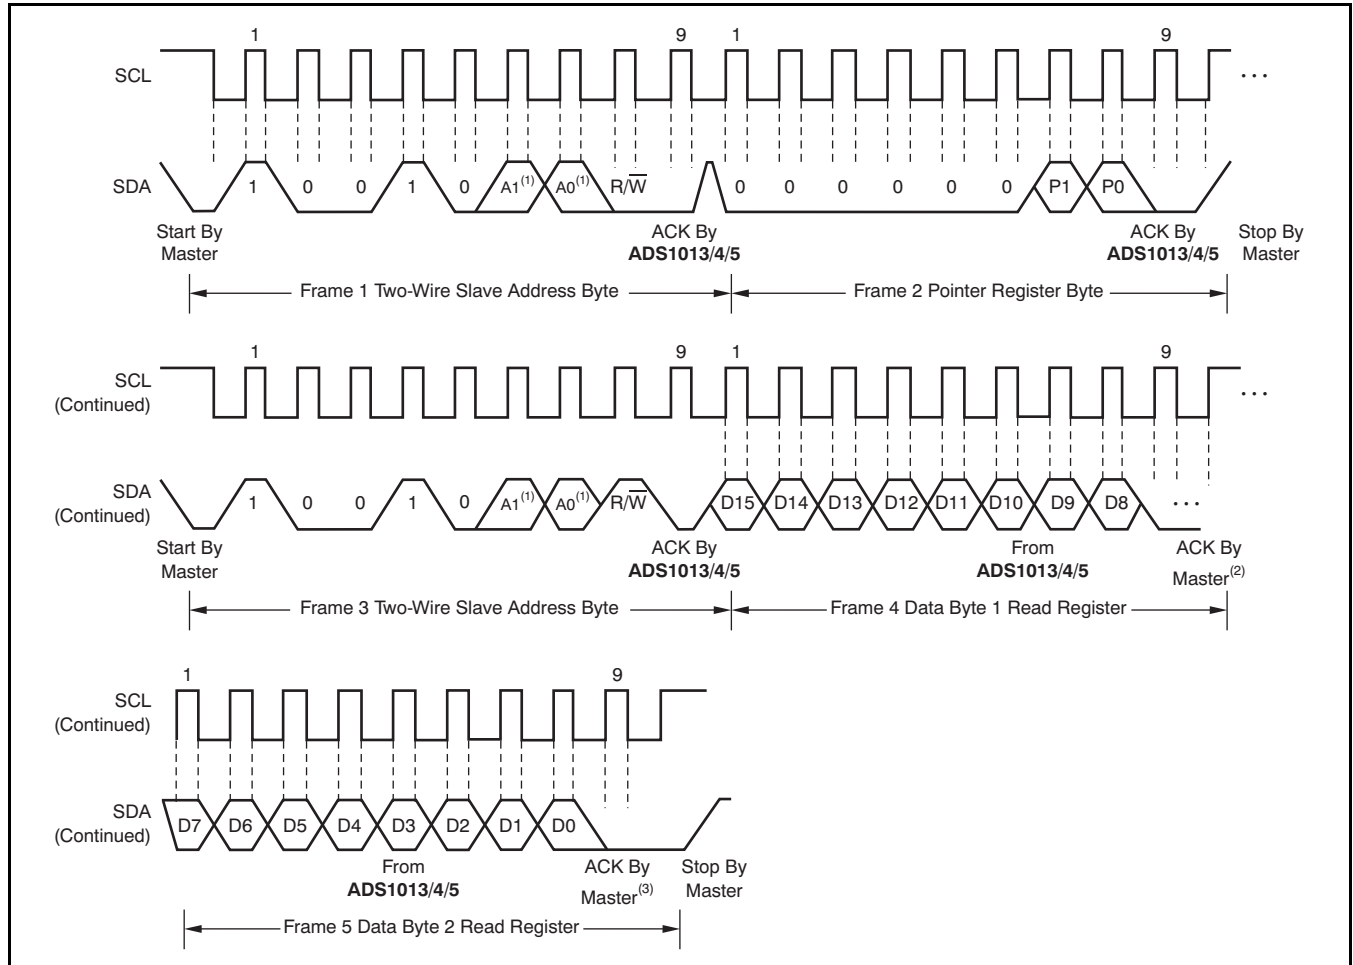 1 9 1 9
SCL ...
SDA 1 0 0 1 0 A1(1) A0(1) R/W̅ 0 0 0 0 0 0 P1 P0
Start By Master ACK By ADS1013/4/5 ACK By ADS1013/4/5 Stop By Master
Frame 1 Two-Wire Slave Address Byte Frame 2 Pointer Register Byte
1 9 1 9
SCL (Continued) ...
SDA (Continued) 1 0 0 1 0 A1(1) A0(1) R/W̅ D15 D14 D13 D12 D11 D10 D9 D8 ...
Start By Master ACK By ADS1013/4/5 From ADS1013/4/5 ACK By Master(2)
Frame 3 Two-Wire Slave Address Byte Frame 4 Data Byte 1 Read Register
1 9
SCL (Continued)
SDA (Continued) D7 D6 D5 D4 D3 D2 D1 D0
From ADS1013/4/5 ACK By Master(3) Stop By Master
Frame 5 Data Byte 2 Read Register